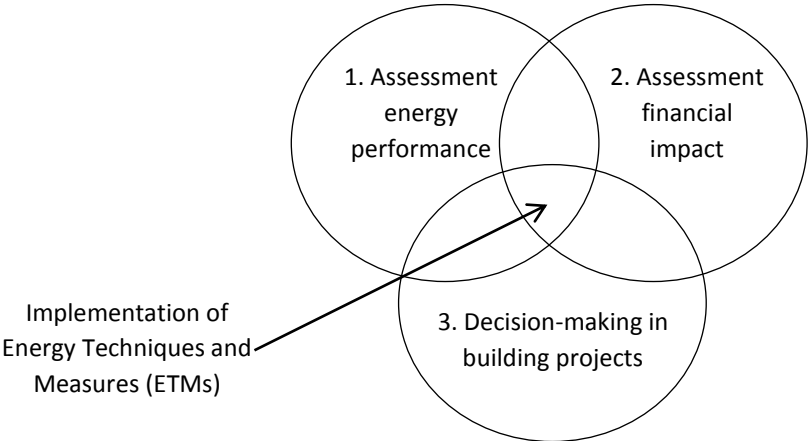 1. Assessment
energy
performance
2. Assessment
financial
impact
Implementation of
Energy Techniques and
Measures (ETMs)
3. Decision-making in
building projects